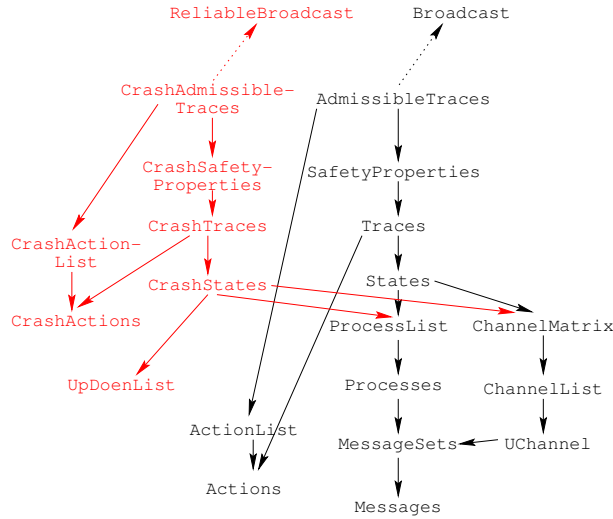 ReliableBroadcast
Broadcast
CrashAdmissible-
Traces
AdmissibleTraces
CrashSafety-
Properties
SafetyProperties
CrashTraces
Traces
CrashAction-
List
CrashStates
States
CrashActions
ProcessList
ChannelMatrix
UpDoenList
Processes
ChannelList
ActionList
MessageSets
UChannel
Actions
Messages